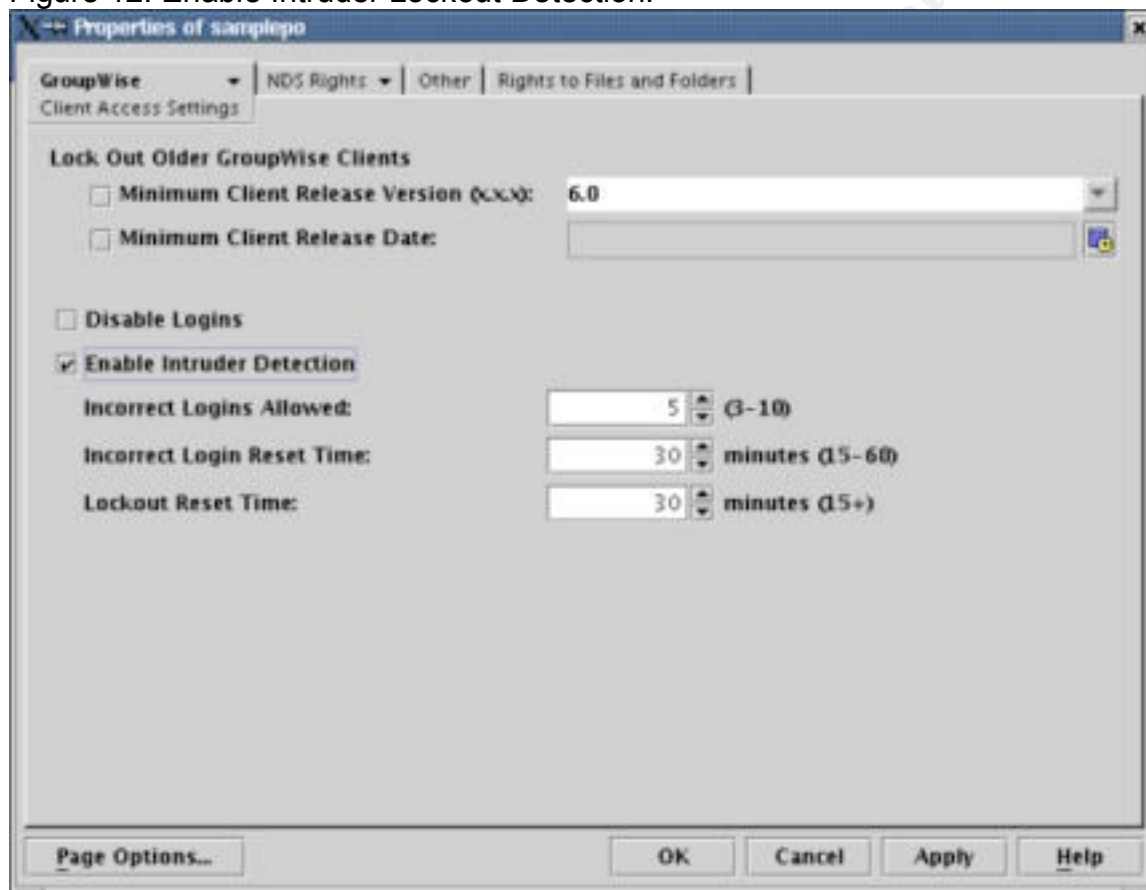 Figure 12: Enable Intruder Lockout Detection.
Properties of samplepo
GroupWise NDS Rights Other Rights to Files and Folders
Client Access Settings
Lock Out Older GroupWise Clients
Minimum Client Release Version (x.x.x): 6.0
Minimum Client Release Date:
Disable Logins
Enable Intruder Detection
Incorrect Logins Allowed: 5 (3-10)
Incorrect Login Reset Time: 30 minutes (15-60)
Lockout Reset Time: 30 minutes (15+)
Page Options... OK Cancel Apply Help